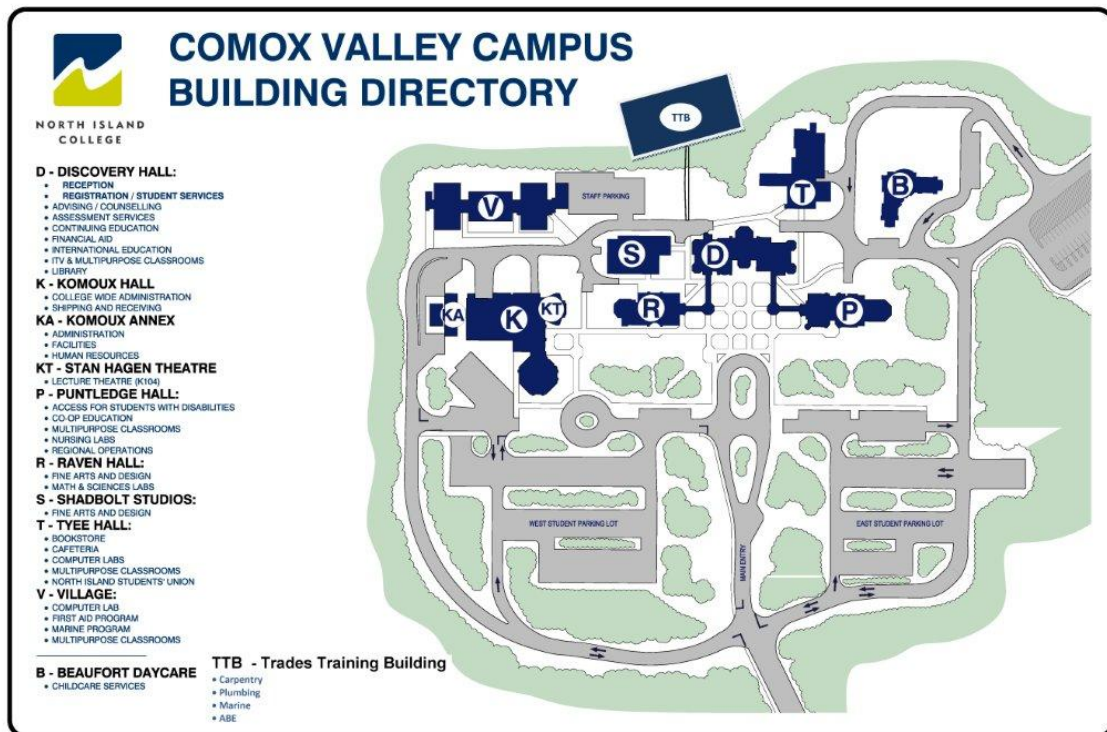 COMOX VALLEY CAMPUS
BUILDING DIRECTORY
NORTH ISLAND
COLLEGE
D - DISCOVERY HALL:
• RECEPTION
• REGISTRATION / STUDENT SERVICES
• ADVISING / COUNSELLING
• ASSESSMENT SERVICES
• CONTINUING EDUCATION
• FINANCIAL AID
• INTERNATIONAL EDUCATION
• ITV & MULTIPURPOSE CLASSROOMS
• LIBRARY
K - KOMOUX HALL
• COLLEGE WIDE ADMINISTRATION
• SHIPPING AND RECEIVING
KA - KOMOUX ANNEX
• ADMINISTRATION
• FACILITIES
• HUMAN RESOURCES
KT - STAN HAGEN THEATRE
• LECTURE THEATRE (K104)
P - PUNTLEDGE HALL:
• ACCESS FOR STUDENTS WITH DISABILITIES
• CO-OP EDUCATION
• MULTIPURPOSE CLASSROOMS
• NURSING LABS
• REGIONAL OPERATIONS
R - RAVEN HALL:
• FINE ARTS AND DESIGN
• MATH & SCIENCES LABS
S - SHADBOLT STUDIOS:
• FINE ARTS AND DESIGN
T - TYEE HALL:
• BOOKSTORE
• CAFETERIA
• COMPUTER LABS
• MULTIPURPOSE CLASSROOMS
• NORTH ISLAND STUDENTS' UNION
V - VILLAGE:
• COMPUTER LAB
• FIRST AID PROGRAM
• MARINE PROGRAM
• MULTIPURPOSE CLASSROOMS
B - BEAUFORT DAYCARE
• CHILDCARE SERVICES
TTB - Trades Training Building
• Carpentry
• Plumbing
• Marine
• ABE
TTB
T
B
V
STAFF PARKING
S
D
KA
K
KT
R
P
WEST STUDENT PARKING LOT
EAST STUDENT PARKING LOT
MAIN ENTRY